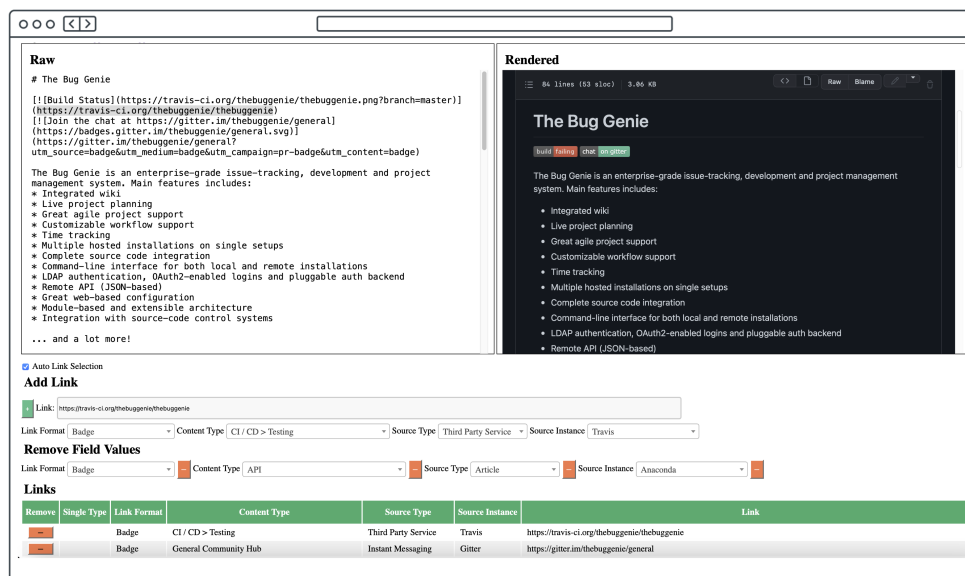 Raw
# The Bug Genie
[![Build Status](https://travis-ci.org/thebuggenie/thebuggenie.png?branch=master)]
(https://travis-ci.org/thebuggenie/thebuggenie)
[![Join the chat at https://gitter.im/thebuggenie/general]
(https://badges.gitter.im/thebuggenie/general.svg)]
(https://gitter.im/thebuggenie/general?
utm_source=badge&utm_medium=badge&utm_campaign=pr-badge&utm_content=badge)
The Bug Genie is an enterprise-grade issue-tracking, development and project
management system. Main features includes:
* Integrated wiki
* Live project planning
* Great agile project support
* Customizable workflow support
* Time tracking
* Multiple hosted installations on single setups
* Complete source code integration
* Command-line interface for both local and remote installations
* LDAP authentication, OAuth2-enabled logins and pluggable auth backend
* Remote API (JSON-based)
* Great web-based configuration
* Module-based and extensible architecture
* Integration with source-code control systems
... and a lot more!
Rendered
84 lines (53 sloc) 3.06 KB Raw Blame
The Bug Genie
build failing chat on gitter
The Bug Genie is an enterprise-grade issue-tracking, development and project management
system. Main features includes:
• Integrated wiki
• Live project planning
• Great agile project support
• Customizable workflow support
• Time tracking
• Multiple hosted installations on single setups
• Complete source code integration
• Command-line interface for both local and remote installations
• LDAP authentication, OAuth2-enabled logins and pluggable auth backend
• Remote API (JSON-based)
Auto Link Selection
Add Link
+ Link: https://travis-ci.org/thebuggenie/thebuggenie
Link Format Badge Content Type CI / CD > Testing Source Type Third Party Service Source Instance Travis
Remove Field Values
Link Format Badge − Content Type API − Source Type Article − Source Instance Anaconda −
Links
Remove Single Type Link Format Content Type Source Type Source Instance Link
− Badge CI / CD > Testing Third Party Service Travis https://travis-ci.org/thebuggenie/thebuggenie
− Badge General Community Hub Instant Messaging Gitter https://gitter.im/thebuggenie/general